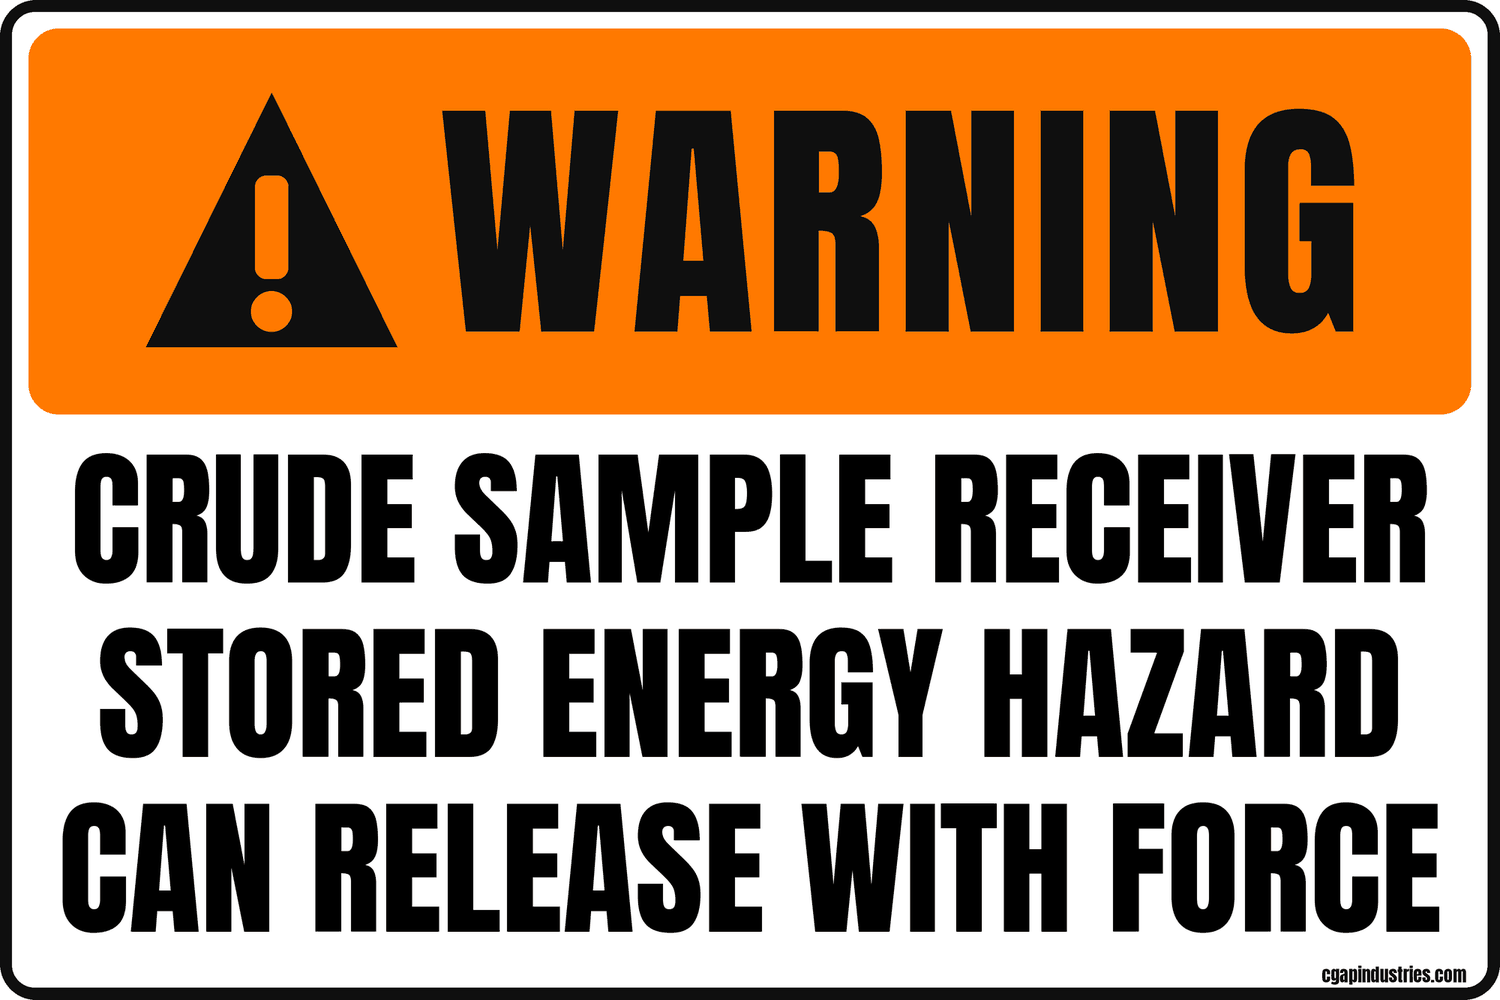 WARNING
CRUDE SAMPLE RECEIVER
STORED ENERGY HAZARD
CAN RELEASE WITH FORCE
cgapindustries.com